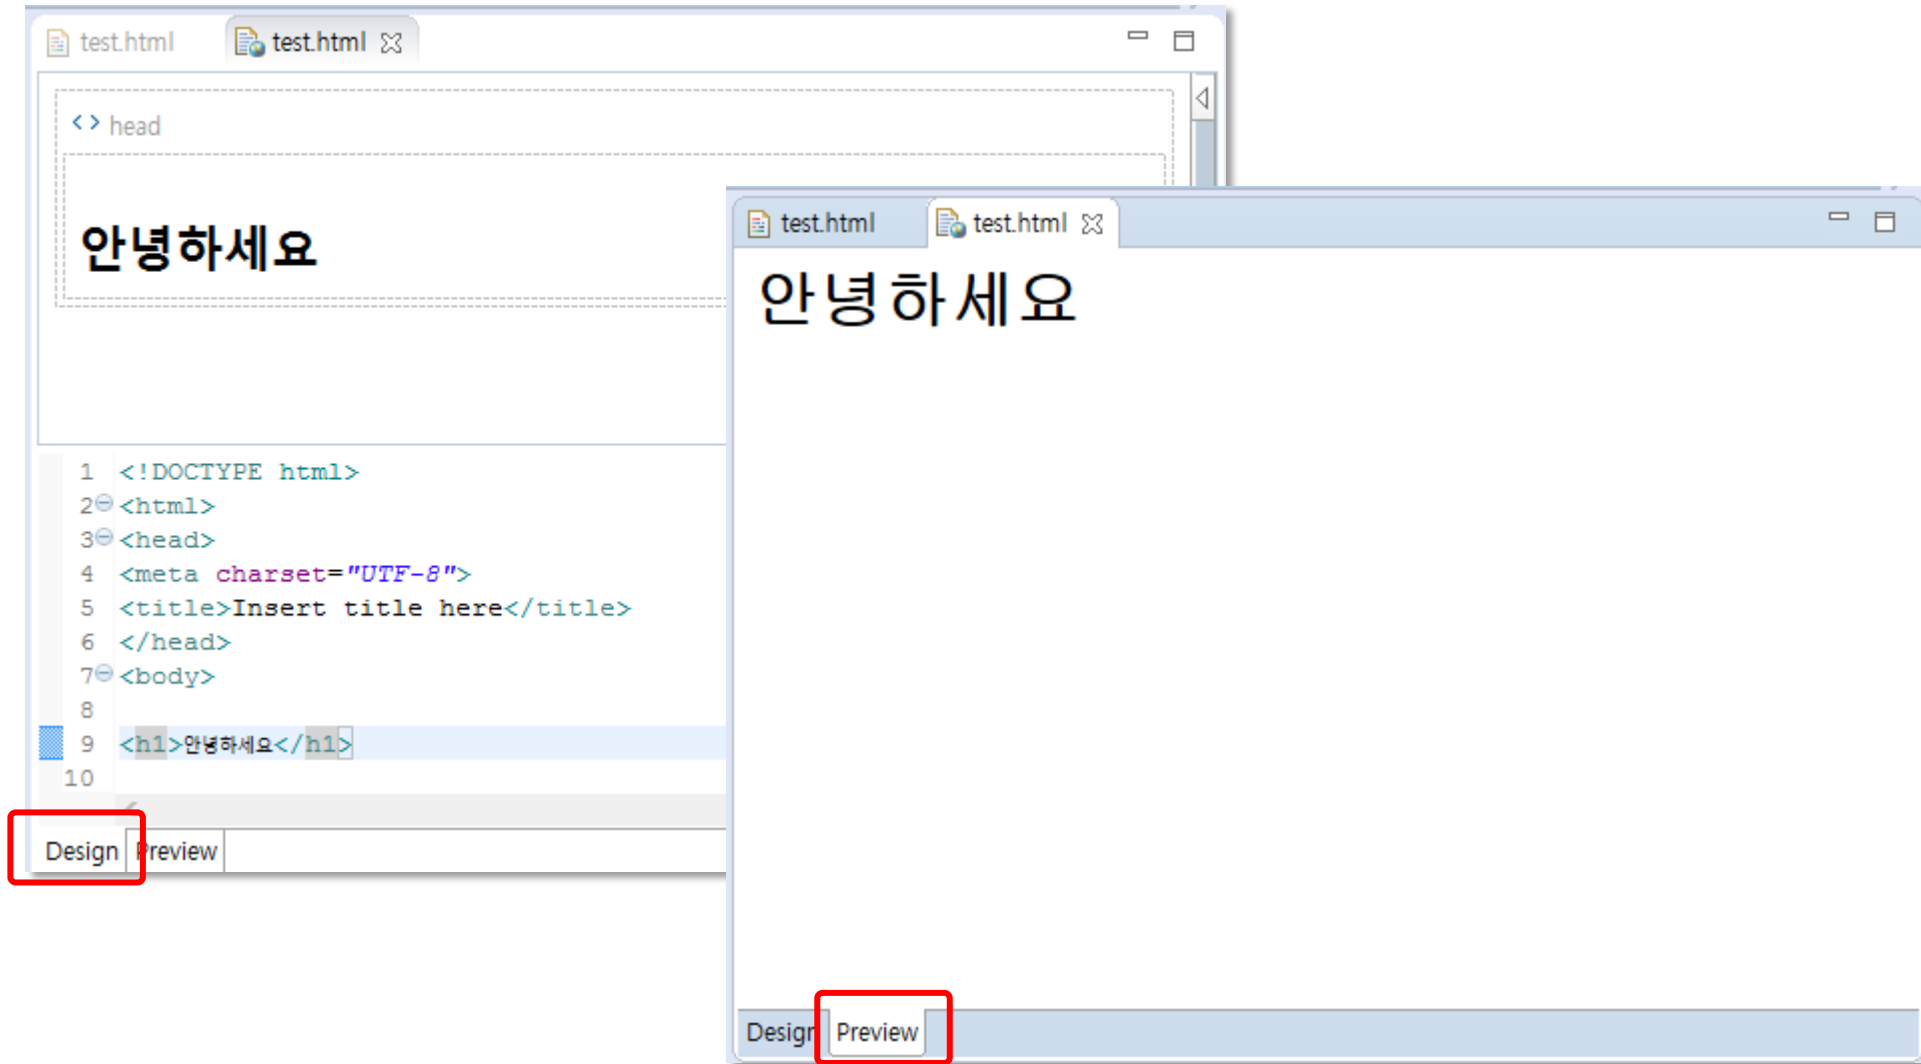 test.html test.html
<> head
안녕하세요
1 <!DOCTYPE html>
2 <html>
3 <head>
4 <meta charset="UTF-8">
5 <title>Insert title here</title>
6 </head>
7 <body>
8
9 <h1>안녕하세요</h1>
10
Design Preview
test.html test.html
안녕하세요
Design Preview